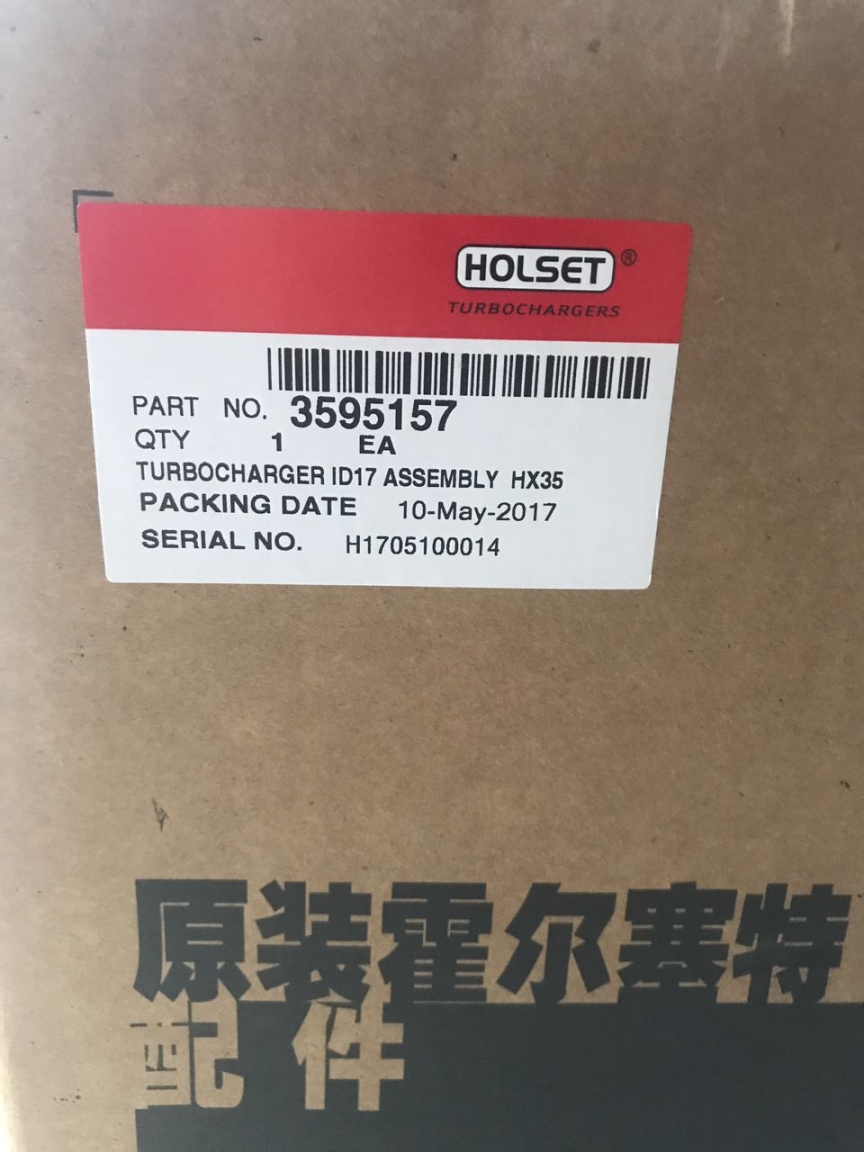 HOLSET®
TURBOCHARGERS
PART NO. 3595157
QTY 1 EA
TURBOCHARGER ID17 ASSEMBLY HX35
PACKING DATE 10-May-2017
SERIAL NO. H1705100014
原装霍尔塞特
配件